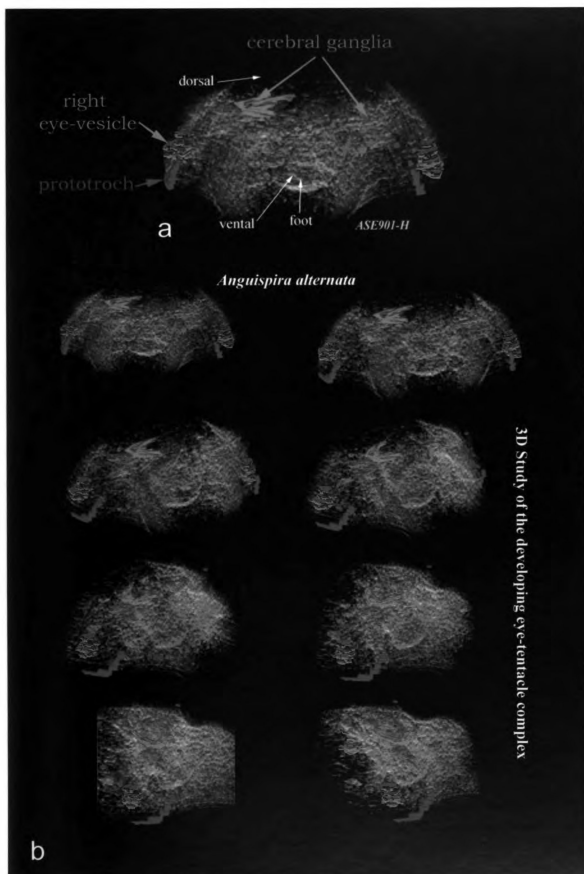 cerebral ganglia
dorsal
right
eye-vesicle
prototroch
a
vental
foot
ASE901-H
Anguispira alternata
3D Study of the developing eye-tentacle complex
b